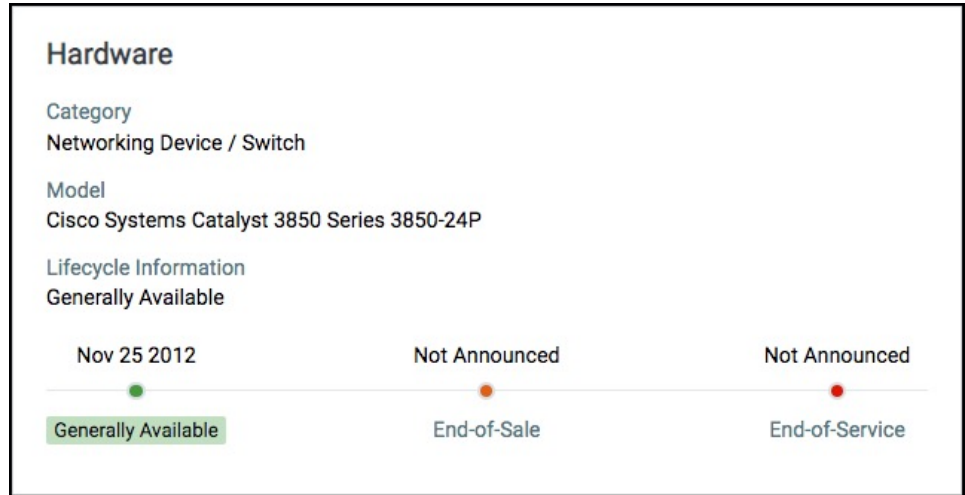 Hardware
Category
Networking Device / Switch
Model
Cisco Systems Catalyst 3850 Series 3850-24P
Lifecycle Information
Generally Available
Nov 25 2012 Not Announced Not Announced
Generally Available End-of-Sale End-of-Service